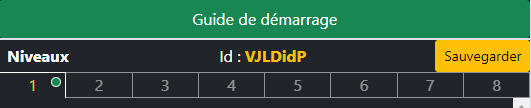 Guide de démarrage
Niveaux Id : VJLDidP Sauvegarder
1 2 3 4 5 6 7 8